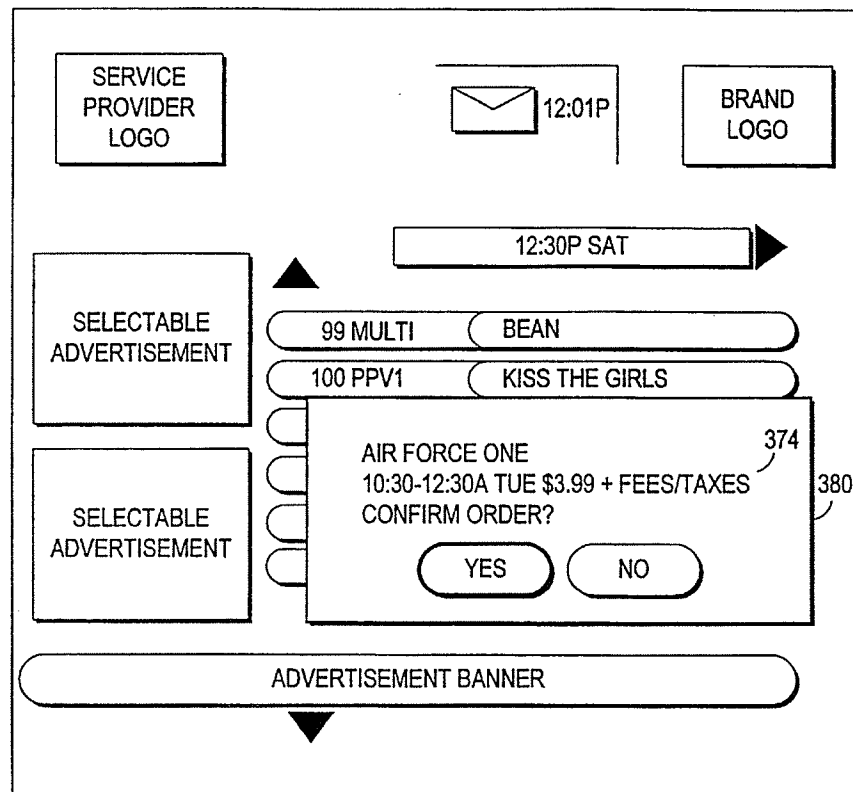 SERVICE
PROVIDER
LOGO
12:01P
BRAND
LOGO
12:30P SAT
SELECTABLE
ADVERTISEMENT
99 MULTI BEAN
100 PPV1 KISS THE GIRLS
AIR FORCE ONE 374
10:30-12:30A TUE $3.99 + FEES/TAXES 380
CONFIRM ORDER?
SELECTABLE
ADVERTISEMENT
YES NO
ADVERTISEMENT BANNER